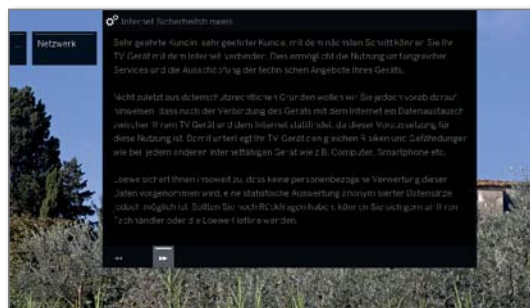 Internet Sicherheitshinweis
...
Netzwerk
Sehr geehrte Kundin, sehr geehrter Kunde, mit dem nächsten Schritt können Sie Ihr
TV Gerät mit dem Internet verbinden. Dies ermöglicht die Nutzung umfangreicher
Services und die Ausschöpfung der technischen Angebote Ihres Geräts.
Nicht zuletzt aus datenschutzrechtlichen Gründen wollen wir Sie jedoch vorab darauf
hinweisen, dass nach der Verbindung des Geräts mit dem Internet ein Datenaustausch
zwischen Ihrem TV Gerät und dem Internet stattfindet, da dieser Voraussetzung für
diese Nutzung ist. Damit unterliegt Ihr TV Gerät den gleichen Risiken und Gefährdungen
wie bei jedem anderen internetfähigen Gerät wie z.B. Computer, Smartphone etc.
Loewe sichert Ihnen insoweit zu, dass keine personenbezogene Verwertung dieser
Daten vorgenommen wird, eine statistische Auswertung anonymisierter Datensätze
jedoch möglich ist. Sollten Sie noch Rückfragen haben, können Sie sich gern an Ihren
Fachhändler oder die Loewe-Hotline wenden.